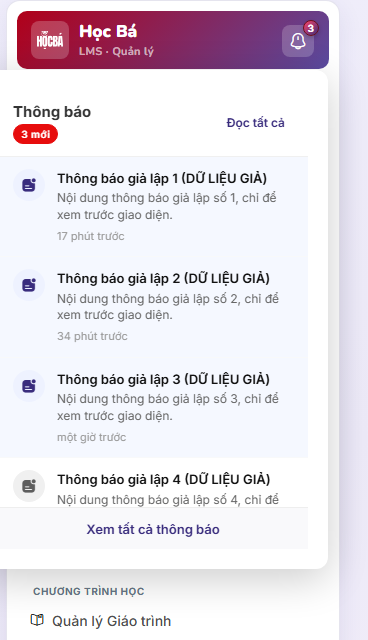 HỌCBÁ
Học Bá
LMS · Quản lý
3
Thông báo
3 mới
Đọc tất cả
Thông báo giả lập 1 (DỮ LIỆU GIẢ)
Nội dung thông báo giả lập số 1, chỉ để
xem trước giao diện.
17 phút trước
Thông báo giả lập 2 (DỮ LIỆU GIẢ)
Nội dung thông báo giả lập số 2, chỉ để
xem trước giao diện.
34 phút trước
Thông báo giả lập 3 (DỮ LIỆU GIẢ)
Nội dung thông báo giả lập số 3, chỉ để
xem trước giao diện.
một giờ trước
Thông báo giả lập 4 (DỮ LIỆU GIẢ)
Nội dung thông báo giả lập số 4, chỉ để
Xem tất cả thông báo
CHƯƠNG TRÌNH HỌC
Quản lý Giáo trình